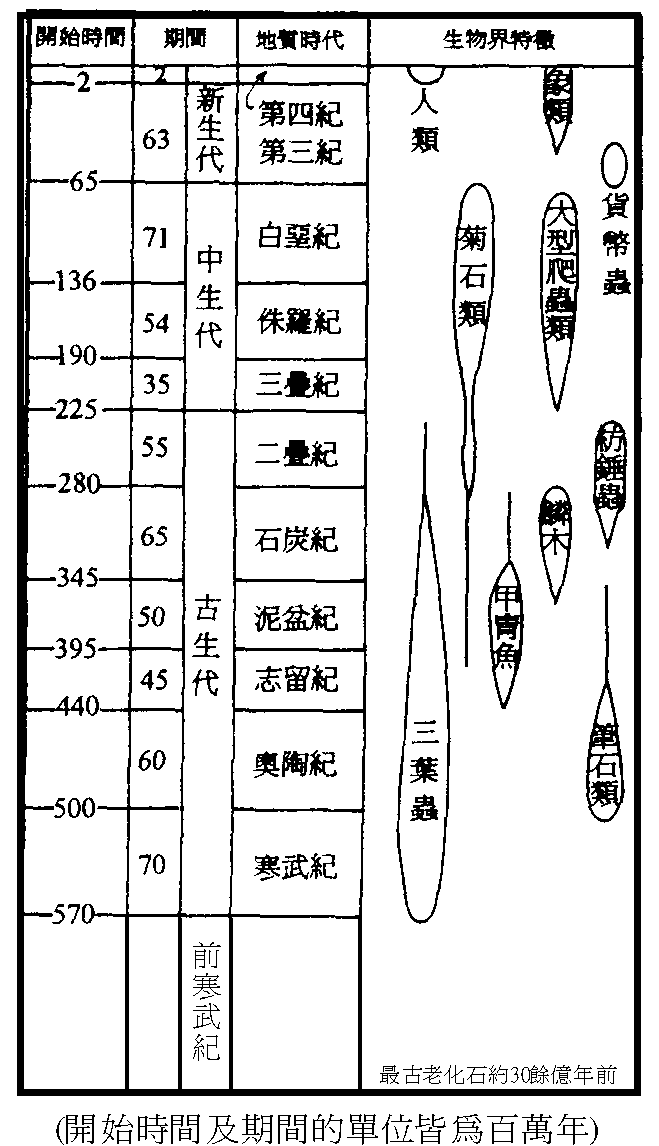 開始時間 期間 地質時代 生物界特徵
2
2
新生代
63
第四紀
第三紀
65
71
白堊紀
136
中生代
54
侏羅紀
190
35
三疊紀
225
55
二疊紀
280
65
石炭紀
345
古生代
50
泥盆紀
395
45
志留紀
440
60
奧陶紀
500
70
寒武紀
570
前寒武紀
人類
象類
貨幣蟲
菊石類
大型爬蟲類
紡錘蟲
鱗木
甲胄魚
三葉蟲
筆石類
最古老化石約30餘億年前
(開始時間及期間的單位皆爲百萬年)